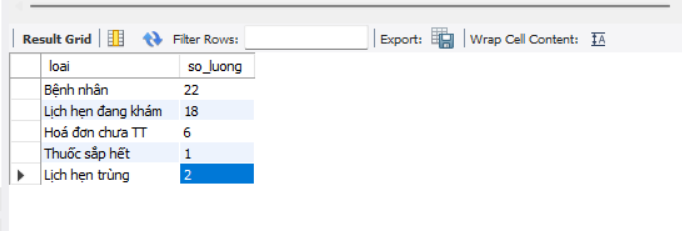 Result Grid Filter Rows: Export: Wrap Cell Content:
loai so_luong
Bệnh nhân 22
Lịch hẹn đang khám 18
Hoá đơn chưa TT 6
Thuốc sắp hết 1
Lịch hẹn trùng 2